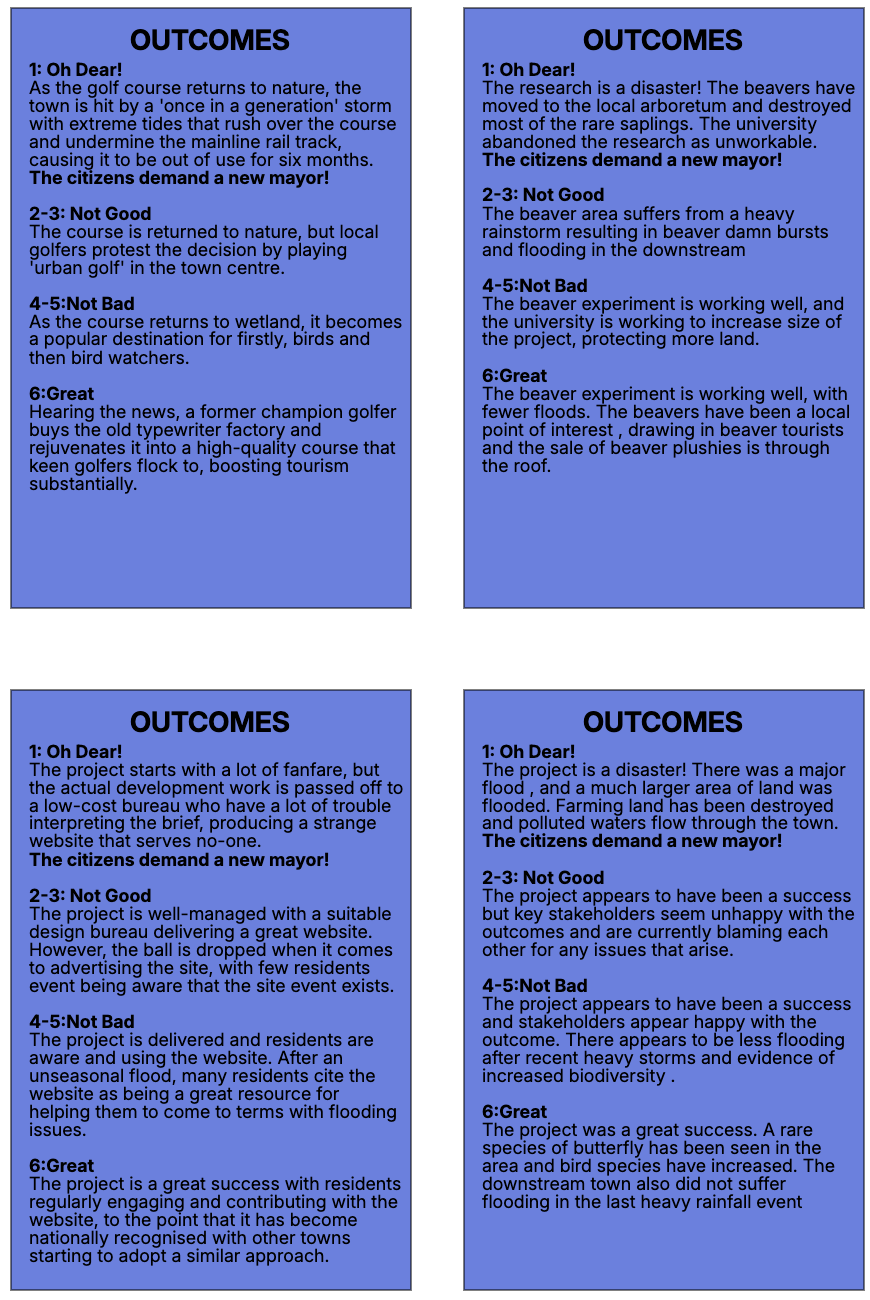 OUTCOMES
1: Oh Dear!
As the golf course returns to nature, the
town is hit by a 'once in a generation' storm
with extreme tides that rush over the course
and undermine the mainline rail track,
causing it to be out of use for six months.
The citizens demand a new mayor!
2-3: Not Good
The course is returned to nature, but local
golfers protest the decision by playing
'urban golf' in the town centre.
4-5:Not Bad
As the course returns to wetland, it becomes
a popular destination for firstly, birds and
then bird watchers.
6:Great
Hearing the news, a former champion golfer
buys the old typewriter factory and
rejuvenates it into a high-quality course that
keen golfers flock to, boosting tourism
substantially.
OUTCOMES
1: Oh Dear!
The research is a disaster! The beavers have
moved to the local arboretum and destroyed
most of the rare saplings. The university
abandoned the research as unworkable.
The citizens demand a new mayor!
2-3: Not Good
The beaver area suffers from a heavy
rainstorm resulting in beaver damn bursts
and flooding in the downstream
4-5:Not Bad
The beaver experiment is working well, and
the university is working to increase size of
the project, protecting more land.
6:Great
The beaver experiment is working well, with
fewer floods. The beavers have been a local
point of interest , drawing in beaver tourists
and the sale of beaver plushies is through
the roof.
OUTCOMES
1: Oh Dear!
The project starts with a lot of fanfare, but
the actual development work is passed off to
a low-cost bureau who have a lot of trouble
interpreting the brief, producing a strange
website that serves no-one.
The citizens demand a new mayor!
2-3: Not Good
The project is well-managed with a suitable
design bureau delivering a great website.
However, the ball is dropped when it comes
to advertising the site, with few residents
event being aware that the site event exists.
4-5:Not Bad
The project is delivered and residents are
aware and using the website. After an
unseasonal flood, many residents cite the
website as being a great resource for
helping them to come to terms with flooding
issues.
6:Great
The project is a great success with residents
regularly engaging and contributing with the
website, to the point that it has become
nationally recognised with other towns
starting to adopt a similar approach.
OUTCOMES
1: Oh Dear!
The project is a disaster! There was a major
flood , and a much larger area of land was
flooded. Farming land has been destroyed
and polluted waters flow through the town.
The citizens demand a new mayor!
2-3: Not Good
The project appears to have been a success
but key stakeholders seem unhappy with the
outcomes and are currently blaming each
other for any issues that arise.
4-5:Not Bad
The project appears to have been a success
and stakeholders appear happy with the
outcome. There appears to be less flooding
after recent heavy storms and evidence of
increased biodiversity .
6:Great
The project was a great success. A rare
species of butterfly has been seen in the
area and bird species have increased. The
downstream town also did not suffer
flooding in the last heavy rainfall event